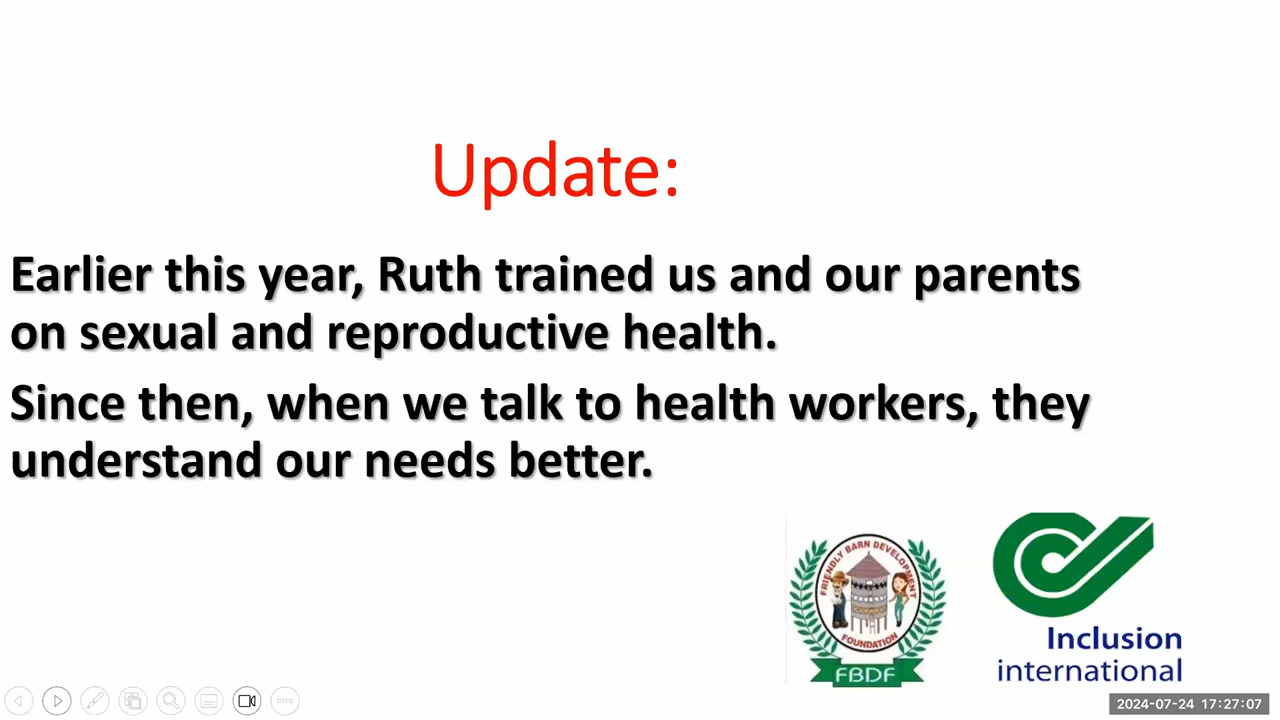 Update:
Earlier this year, Ruth trained us and our parents
on sexual and reproductive health.
Since then, when we talk to health workers, they
understand our needs better.
FRIENDLY BARN DEVELOPMENT
FOUNDATION
FBDF
Inclusion
international
2024-07-24 17:27:07